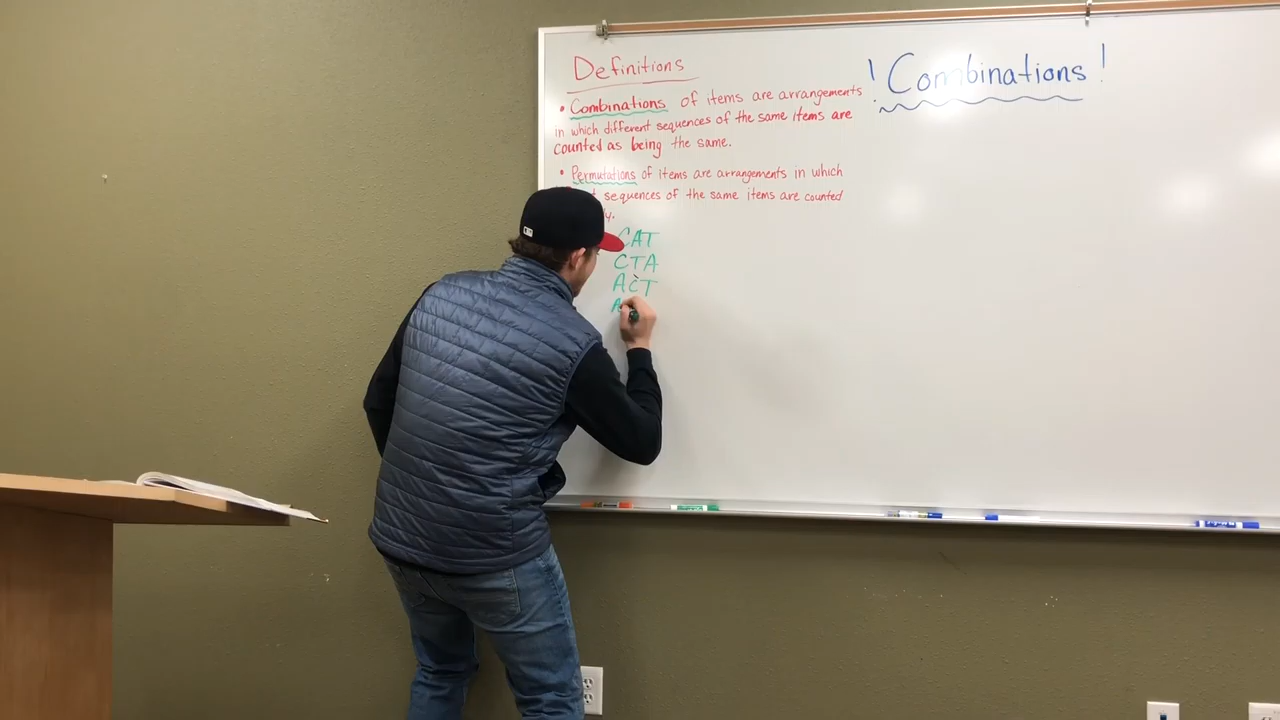 Definitions
! Combinations !
• Combinations of items are arrangements
in which different sequences of the same items are
counted as being the same.
• Permutations of items are arrangements in which
sequences of the same items are counted
CAT
CTA
ACT
A